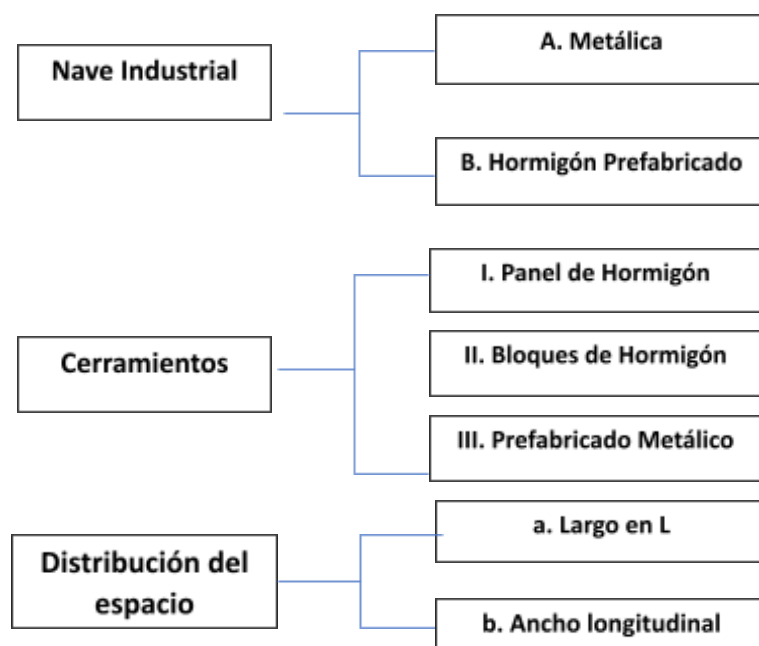 Nave Industrial
A. Metálica
B. Hormigón Prefabricado
Cerramientos
I. Panel de Hormigón
II. Bloques de Hormigón
III. Prefabricado Metálico
Distribución del
espacio
a. Largo en L
b. Ancho longitudinal